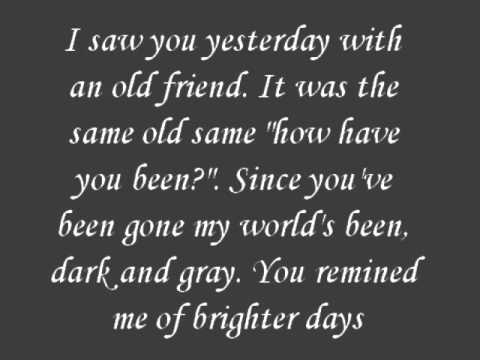 I saw you yesterday with
an old friend. It was the
same old same "how have
you been?". Since you've
been gone my world's been,
dark and gray. You remined
me of brighter days